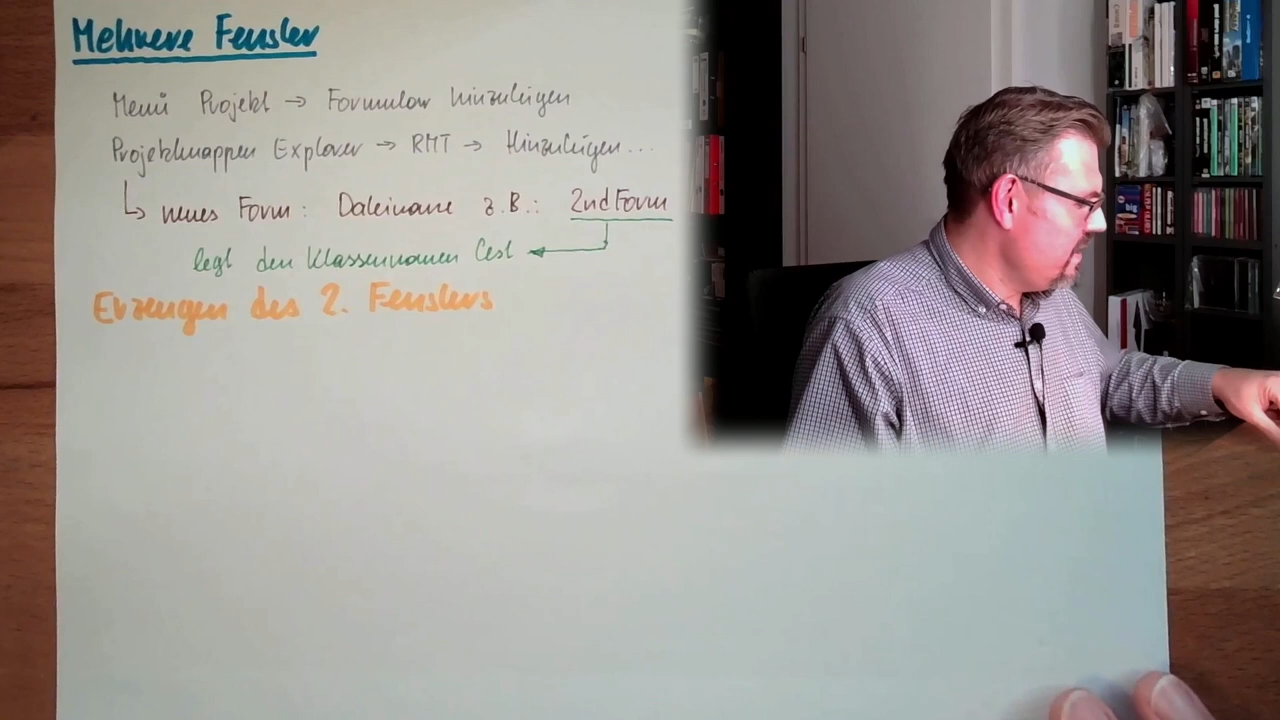 Mehrere Fenster
Menü Projekt → Formular hinzufügen
Projektmappen Explorer → RMT → Hinzufügen...
↳ neues Form: Dateiname z.B.: 2ndForm
legt den Klassennamen fest
Erzeugen des 2. Fensters